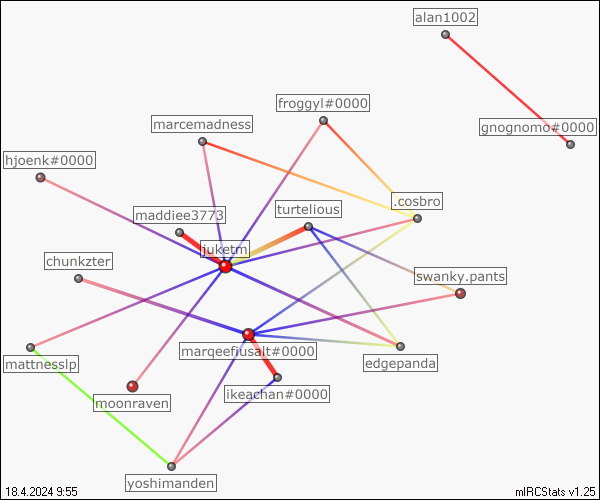 alan1002
froggyl#0000
marcemadness
gnognomo#0000
hjoenk#0000
.cosbro
maddiee3773
turtelious
juketm
chunkzter
swanky.pants
marqeefiusalt#0000
mattnesslp
edgepanda
ikeachan#0000
moonraven
yoshimanden
18.4.2024 9:55
mIRCStats v1.25